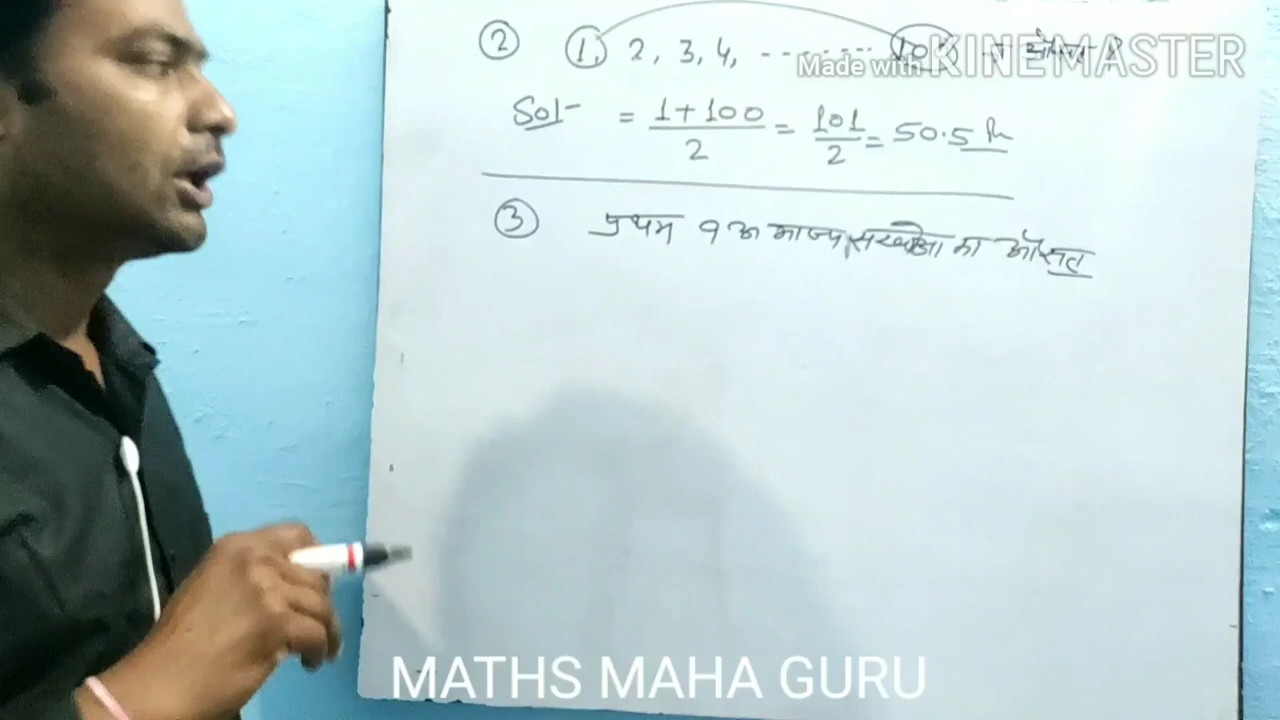 ② 1, 2, 3, 4, -------- 100
Made with KINEMASTER
Sol- = 1 + 100 / 2 = 101 / 2 = 50.5
③ प्रथम 9 अभाज्य संख्याओ का औसत
MATHS MAHA GURU